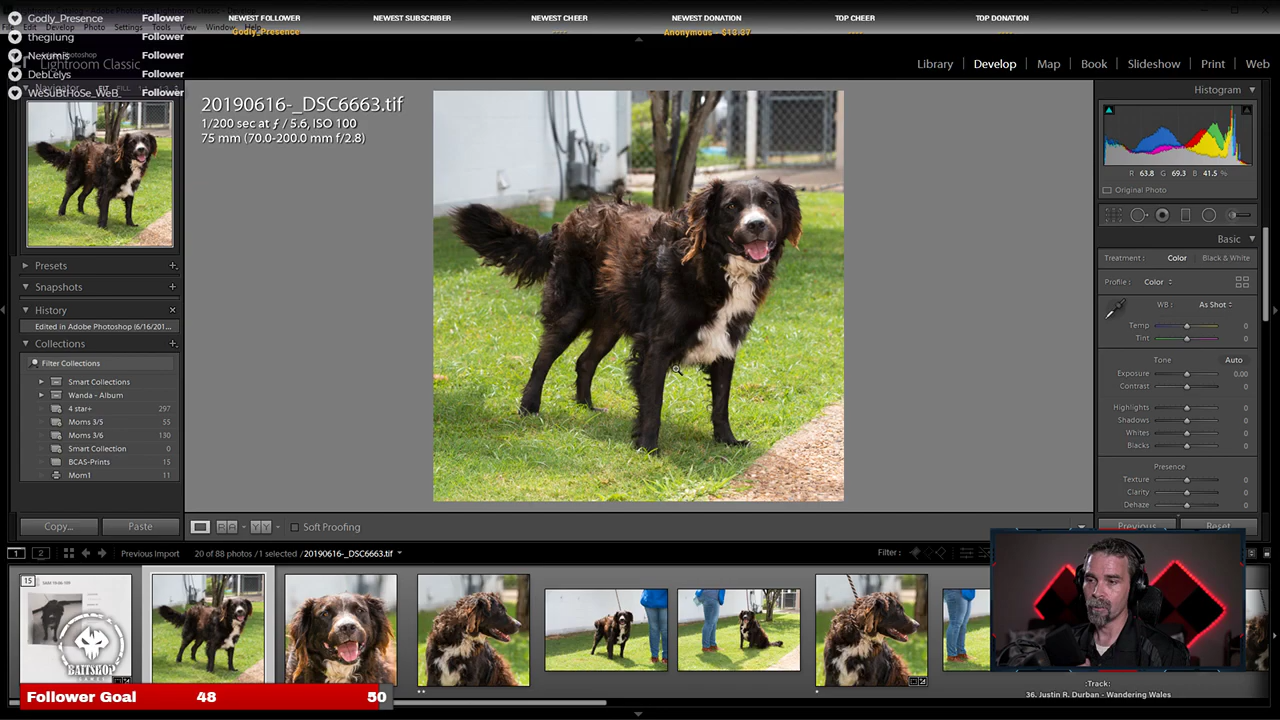 Godly_Presence Follower
thegilung Follower
Nexumis Follower
DebLelys Follower
WeSuBtHoSe_WeB_ Follower
NEWEST FOLLOWER
Godly_Presence
NEWEST SUBSCRIBER
NEWEST CHEER
NEWEST DONATION
Anonymous - $13.37
TOP CHEER
TOP DONATION
Lightroom Classic
Library Develop Map Book Slideshow Print Web
Navigator
20190616-_DSC6663.tif
1/200 sec at ƒ / 5.6, ISO 100
75 mm (70.0-200.0 mm f/2.8)
Presets
Snapshots
History
Edited in Adobe Photoshop (6/16/201...
Collections
Filter Collections
Smart Collections
Wanda - Album
4 star+ 297
Moms 3/5 55
Moms 3/6 130
Smart Collection 0
BCAS-Prints 15
Mom1 11
Copy... Paste
Soft Proofing
Histogram
R 63.8 G 69.3 B 41.5 %
Original Photo
Basic
Treatment : Color Black & White
Profile : Color
WB : As Shot
Temp 0
Tint 0
Tone Auto
Exposure 0.00
Contrast 0
Highlights 0
Shadows 0
Whites 0
Blacks 0
Presence
Texture 0
Clarity 0
Dehaze 0
Previous Reset
1 2 Previous Import 20 of 88 photos /1 selected /20190616-_DSC6663.tif Filter :
15
BAITSHOP
GAMES
Follower Goal 48 50
:Track:
36. Justin R. Durban - Wandering Wales